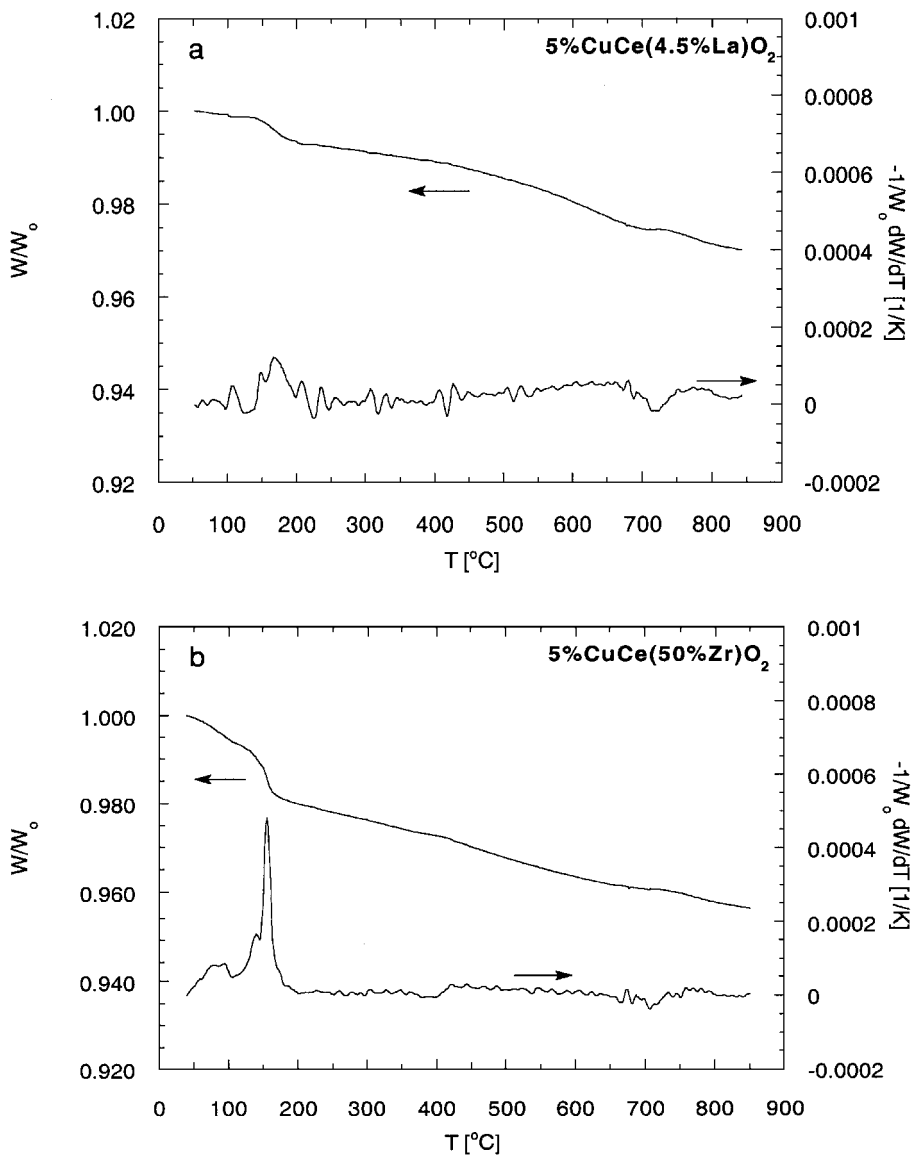 a
5%CuCe(4.5%La)O₂
1.02
1.00
0.98
0.96
0.94
0.92
W/Wₒ
0.001
0.0008
0.0006
0.0004
0.0002
0
-0.0002
-1/Wₒ dW/dT [1/K]
0 100 200 300 400 500 600 700 800 900
T [°C]
b
5%CuCe(50%Zr)O₂
1.020
1.000
0.980
0.960
0.940
0.920
W/Wₒ
0.001
0.0008
0.0006
0.0004
0.0002
0
-0.0002
-1/Wₒ dW/dT [1/K]
0 100 200 300 400 500 600 700 800 900
T [°C]